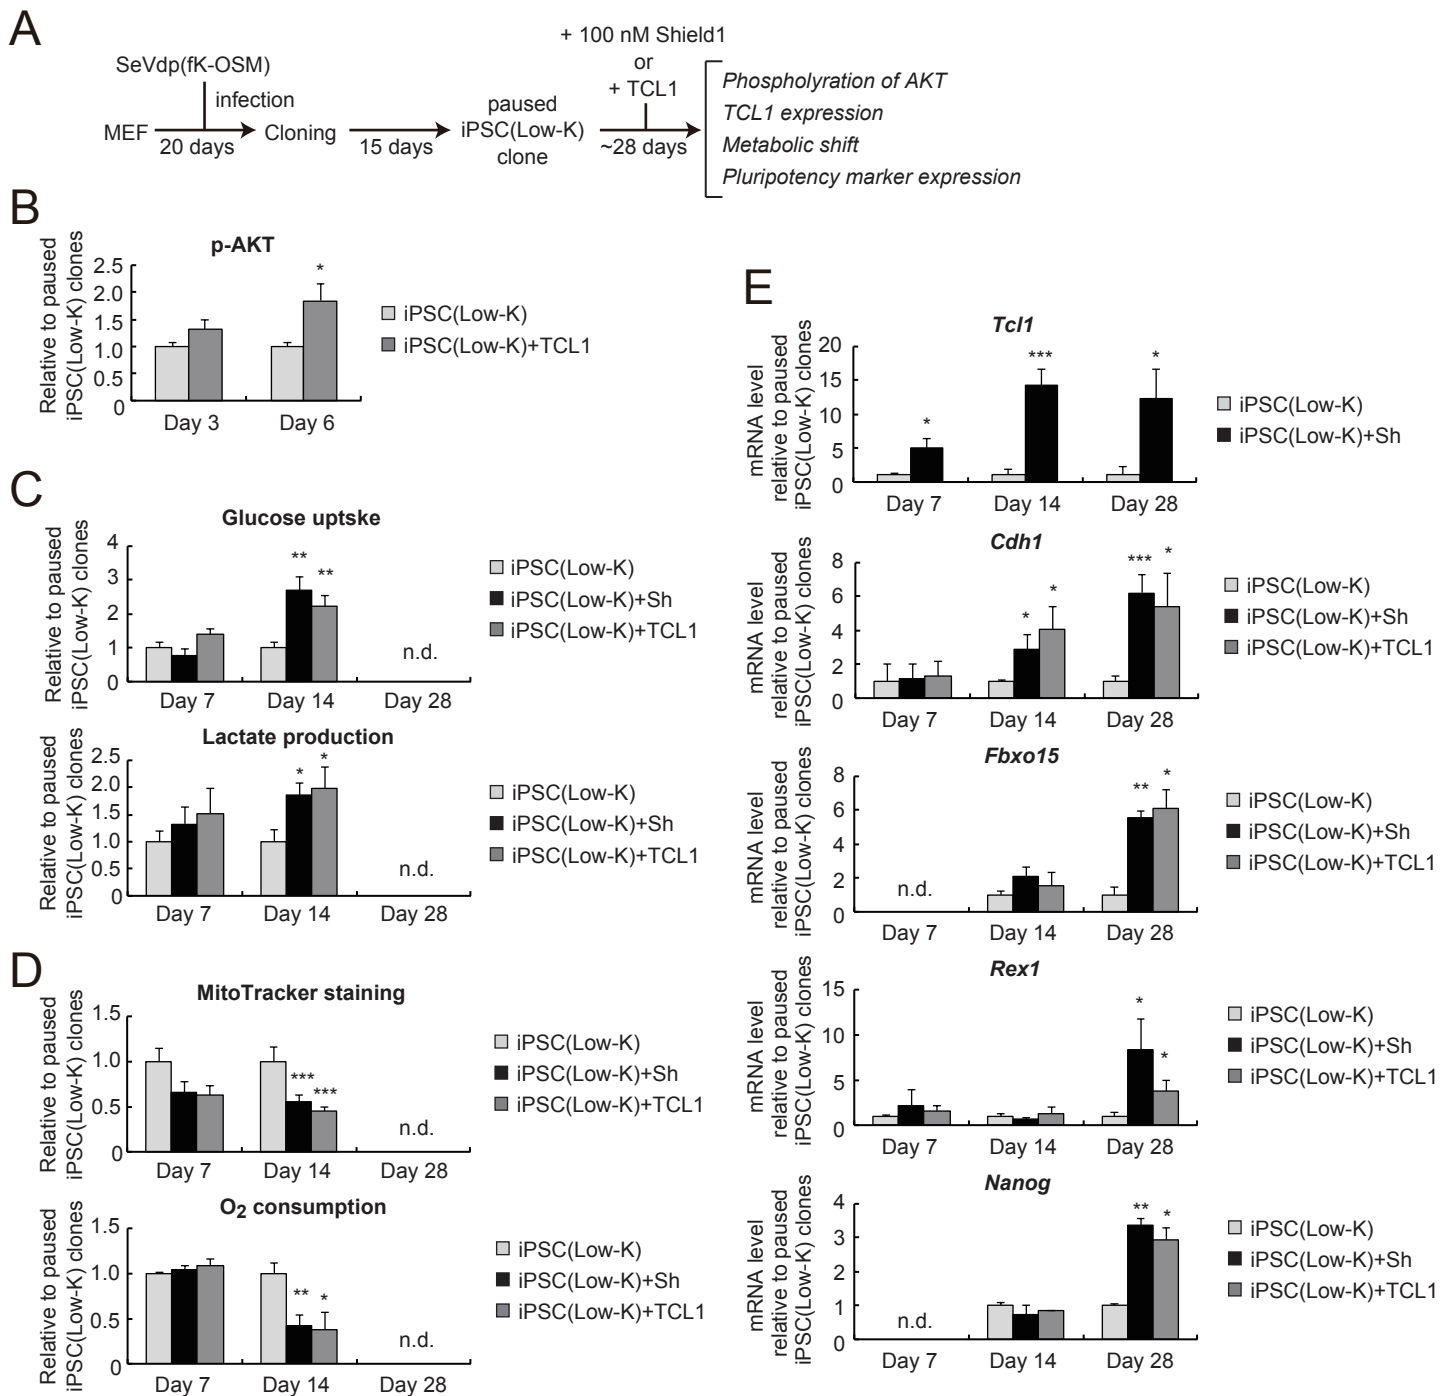 A
SeVdp(fK-OSM)
infection
MEF
20 days
Cloning
15 days
paused
iPSC(Low-K)
clone
+ 100 nM Shield1
or
+ TCL1
~28 days
Phospholyration of AKT
TCL1 expression
Metabolic shift
Pluripotency marker expression
B
p-AKT
Relative to paused
iPSC(Low-K) clones
2.5
2.0
1.5
1.0
0.5
0
*
Day 3
Day 6
iPSC(Low-K)
iPSC(Low-K)+TCL1
C
Glucose uptske
Relative to paused
iPSC(Low-K) clones
4
3
2
1
0
**
**
n.d.
Day 7
Day 14
Day 28
iPSC(Low-K)
iPSC(Low-K)+Sh
iPSC(Low-K)+TCL1
Lactate production
Relative to paused
iPSC(Low-K) clones
2.5
2.0
1.5
1.0
0.5
0
*
*
n.d.
Day 7
Day 14
Day 28
iPSC(Low-K)
iPSC(Low-K)+Sh
iPSC(Low-K)+TCL1
D
MitoTracker staining
Relative to paused
iPSC(Low-K) clones
1.5
1.0
0.5
0
***
***
n.d.
Day 7
Day 14
Day 28
iPSC(Low-K)
iPSC(Low-K)+Sh
iPSC(Low-K)+TCL1
O2 consumption
Relative to paused
iPSC(Low-K) clones
1.5
1.0
0.5
0
**
*
n.d.
Day 7
Day 14
Day 28
iPSC(Low-K)
iPSC(Low-K)+Sh
iPSC(Low-K)+TCL1
E
Tcl1
mRNA level
relative to paused
iPSC(Low-K) clones
20
15
10
5
0
*
***
*
Day 7
Day 14
Day 28
iPSC(Low-K)
iPSC(Low-K)+Sh
Cdh1
mRNA level
relative to paused
iPSC(Low-K) clones
8
6
4
2
0
*
*
***
*
Day 7
Day 14
Day 28
iPSC(Low-K)
iPSC(Low-K)+Sh
iPSC(Low-K)+TCL1
Fbxo15
mRNA level
relative to paused
iPSC(Low-K) clones
8
6
4
2
0
n.d.
**
*
Day 7
Day 14
Day 28
iPSC(Low-K)
iPSC(Low-K)+Sh
iPSC(Low-K)+TCL1
Rex1
mRNA level
relative to paused
iPSC(Low-K) clones
15
10
5
0
*
*
Day 7
Day 14
Day 28
iPSC(Low-K)
iPSC(Low-K)+Sh
iPSC(Low-K)+TCL1
Nanog
mRNA level
relative to paused
iPSC(Low-K) clones
4
3
2
1
0
n.d.
**
*
Day 7
Day 14
Day 28
iPSC(Low-K)
iPSC(Low-K)+Sh
iPSC(Low-K)+TCL1